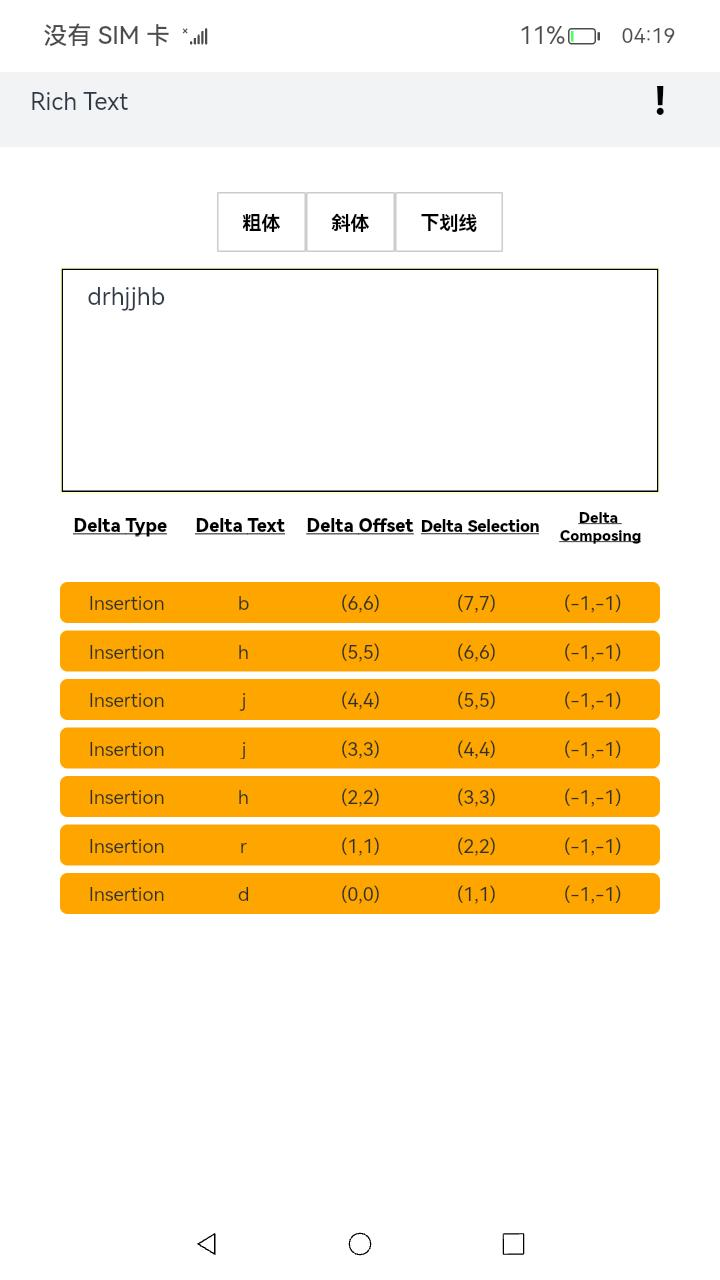 没有 SIM 卡 11% 04:19
Rich Text !
粗体 斜体 下划线
drhjjhb
Delta Type Delta Text Delta Offset Delta Selection Delta Composing
Insertion b (6,6) (7,7) (-1,-1)
Insertion h (5,5) (6,6) (-1,-1)
Insertion j (4,4) (5,5) (-1,-1)
Insertion j (3,3) (4,4) (-1,-1)
Insertion h (2,2) (3,3) (-1,-1)
Insertion r (1,1) (2,2) (-1,-1)
Insertion d (0,0) (1,1) (-1,-1)